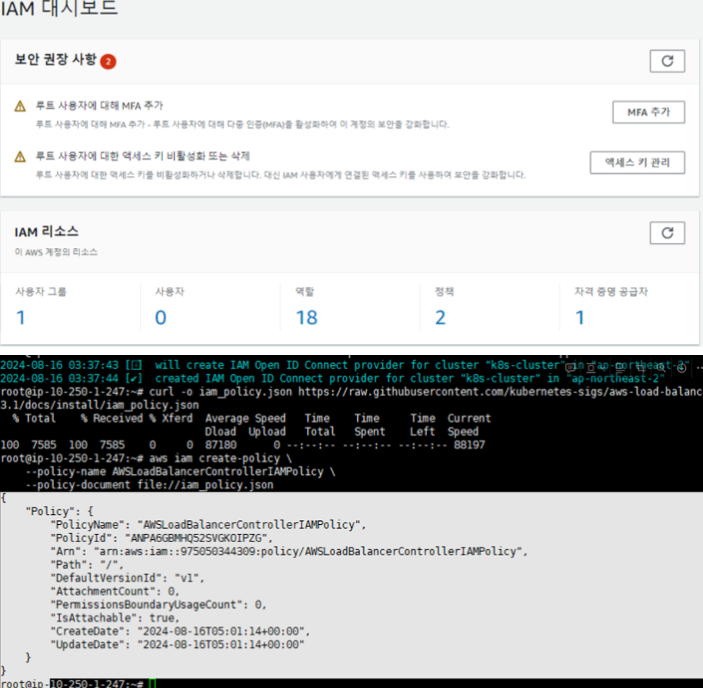 IAM 대시보드
보안 권장 사항 2
루트 사용자에 대해 MFA 추가
루트 사용자에 대해 MFA 추가 - 루트 사용자에 대해 다중 인증(MFA)을 활성화하여 이 계정의 보안을 강화합니다.
MFA 추가
루트 사용자에 대한 액세스 키 비활성화 또는 삭제
루트 사용자에 대한 액세스 키를 비활성화하거나 삭제합니다. 대신 IAM 사용자에게 연결된 액세스 키를 사용하여 보안을 강화합니다.
액세스 키 관리
IAM 리소스
이 AWS 계정의 리소스
사용자 그룹 사용자 역할 정책 자격 증명 공급자
1 0 18 2 1
2024-08-16 03:37:43 [ℹ] will create IAM Open ID Connect provider for cluster "k8s-cluster" in "ap-northeast-2"
2024-08-16 03:37:44 [✔] created IAM Open ID Connect provider for cluster "k8s-cluster" in "ap-northeast-2"
root@ip-10-250-1-247:~# curl -o iam_policy.json https://raw.githubusercontent.com/kubernetes-sigs/aws-load-balanc
3.1/docs/install/iam_policy.json
% Total % Received % Xferd Average Speed Time Time Time Current
Dload Upload Total Spent Left Speed
100 7585 100 7585 0 0 87180 0 --:--:-- --:--:-- --:--:-- 88197
root@ip-10-250-1-247:~# aws iam create-policy \
--policy-name AWSLoadBalancerControllerIAMPolicy \
--policy-document file://iam_policy.json
{
"Policy": {
"PolicyName": "AWSLoadBalancerControllerIAMPolicy",
"PolicyId": "ANPA6GBMHQ52SVGKOIPZG",
"Arn": "arn:aws:iam::975050344309:policy/AWSLoadBalancerControllerIAMPolicy",
"Path": "/",
"DefaultVersionId": "v1",
"AttachmentCount": 0,
"PermissionsBoundaryUsageCount": 0,
"IsAttachable": true,
"CreateDate": "2024-08-16T05:01:14+00:00",
"UpdateDate": "2024-08-16T05:01:14+00:00"
}
}
root@ip-10-250-1-247:~#